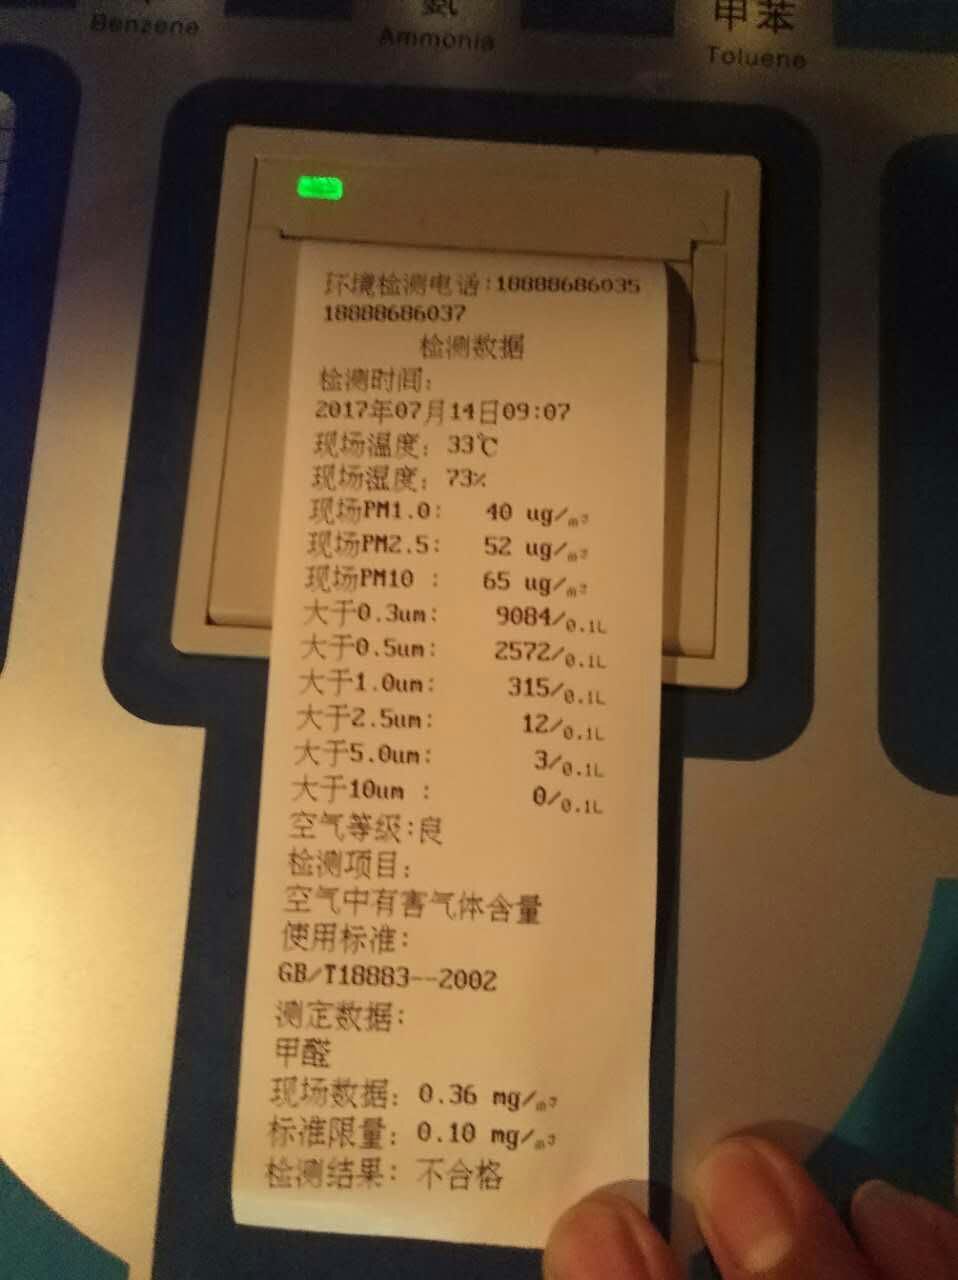 氨
甲苯
Benzene
Ammonia
Toluene
环境检测电话:18888686035
18888686037
检测数据
检测时间:
2017年07月14日09:07
现场温度: 33℃
现场湿度: 73%
现场PM1.0: 40 ug/m³
现场PM2.5: 52 ug/m³
现场PM10 : 65 ug/m³
大于0.3um: 9084/0.1L
大于0.5um: 2572/0.1L
大于1.0um: 315/0.1L
大于2.5um: 12/0.1L
大于5.0um: 3/0.1L
大于10um : 0/0.1L
空气等级:良
检测项目:
空气中有害气体含量
使用标准:
GB/T18883--2002
测定数据:
甲醛
现场数据: 0.36 mg/m³
标准限量: 0.10 mg/m³
检测结果: 不合格